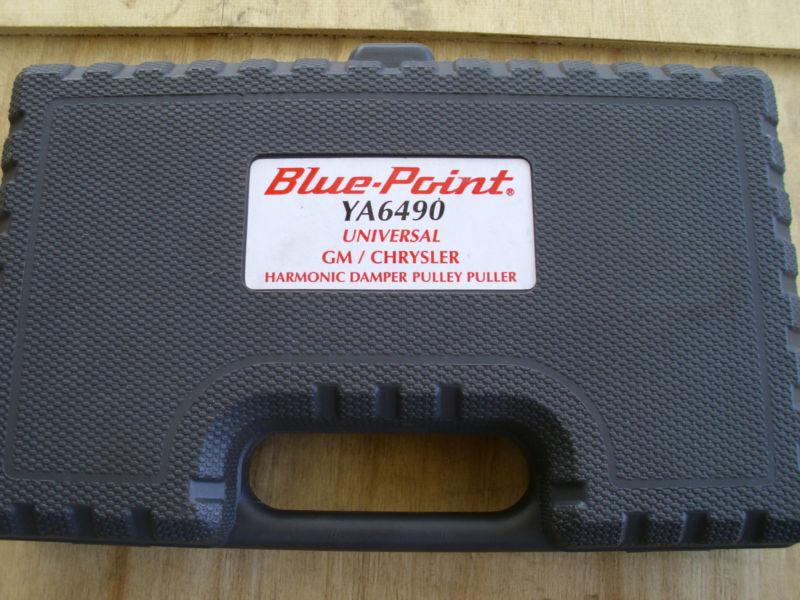 Blue-Point®
YA6490
UNIVERSAL
GM / CHRYSLER
HARMONIC DAMPER PULLEY PULLER